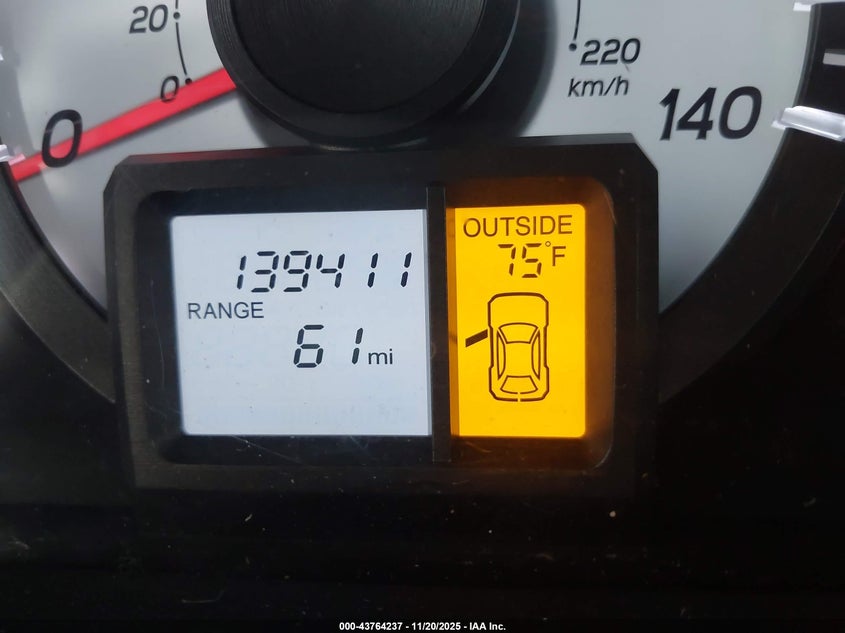 20
0
0
220
km/h
140
139411
RANGE
61 mi
OUTSIDE
75°F
000-43764237 - 11/20/2025 - IAA Inc.